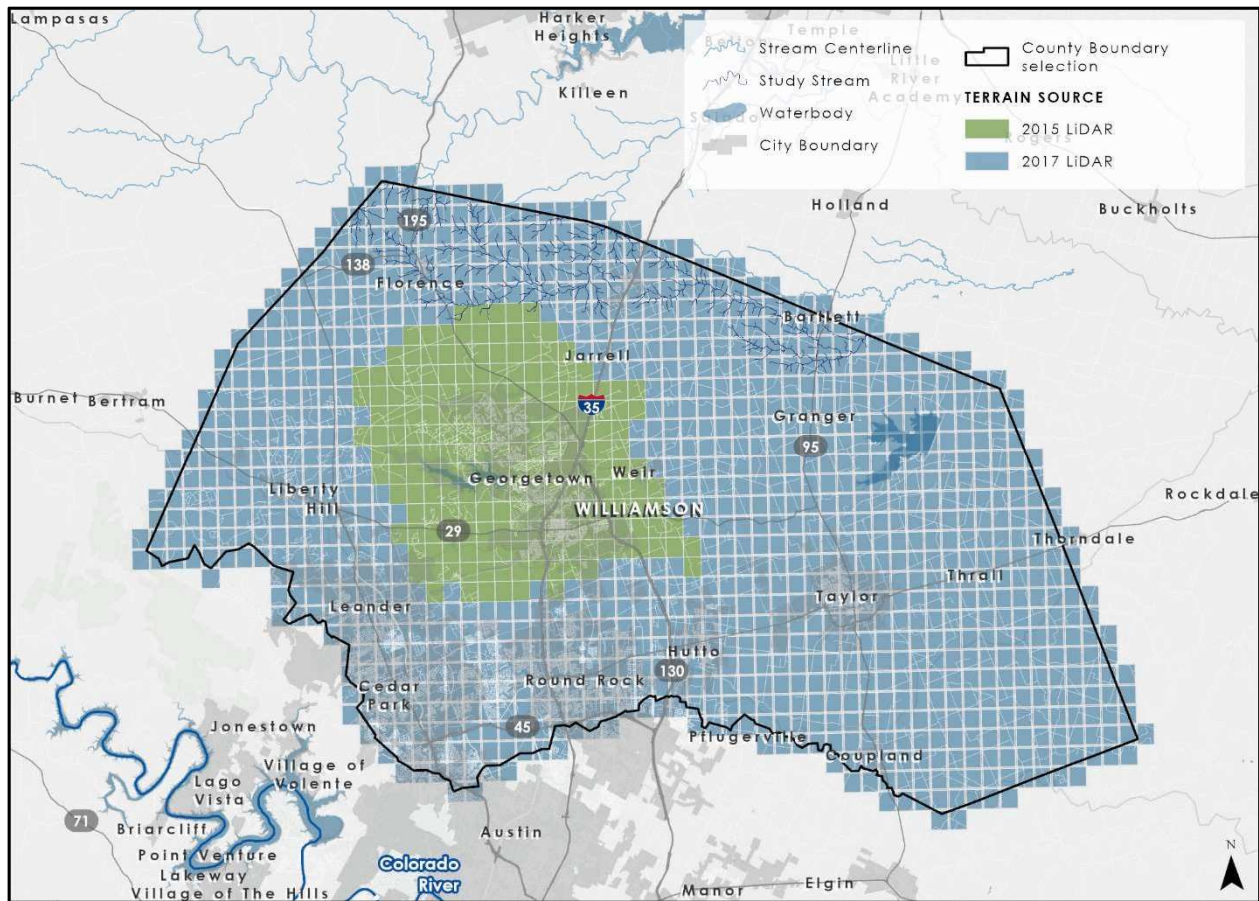 Lampasas
Harker
Heights
Killeen
Belton
Temple
Little
River
Academy
Salado
Rogers
Stream Centerline
Study Stream
Waterbody
City Boundary
County Boundary
selection
TERRAIN SOURCE
2015 LiDAR
2017 LiDAR
Holland
Buckholts
195
138
Florence
Bartlett
Jarrell
35
Burnet
Bertram
Granger
95
Georgetown
Weir
Liberty
Hill
WILLIAMSON
29
Rockdale
Thorndale
Thrall
Taylor
Leander
Hutto
130
Cedar
Park
Round Rock
45
Jonestown
Pflugerville
Coupland
Village of
Volente
Lago
Vista
71
Briarcliff
Austin
Point Venture
Lakeway
Village of The Hills
Colorado
River
Manor
Elgin
N